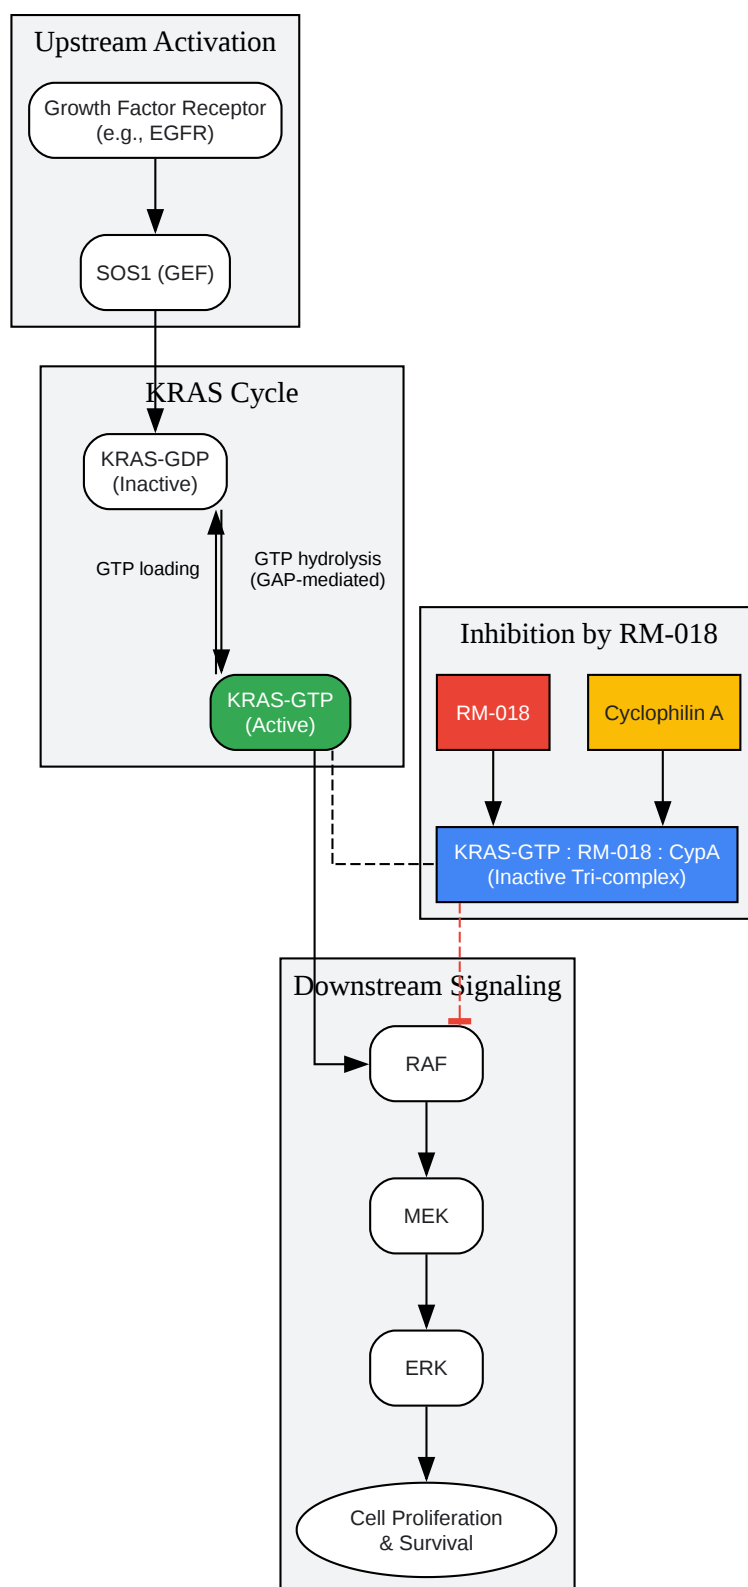 Upstream Activation
Growth Factor Receptor
(e.g., EGFR)
SOS1 (GEF)
KRAS Cycle
KRAS-GDP
(Inactive)
GTP loading
GTP hydrolysis
(GAP-mediated)
KRAS-GTP
(Active)
Inhibition by RM-018
RM-018
Cyclophilin A
KRAS-GTP : RM-018 : CypA
(Inactive Tri-complex)
Downstream Signaling
RAF
MEK
ERK
Cell Proliferation
& Survival